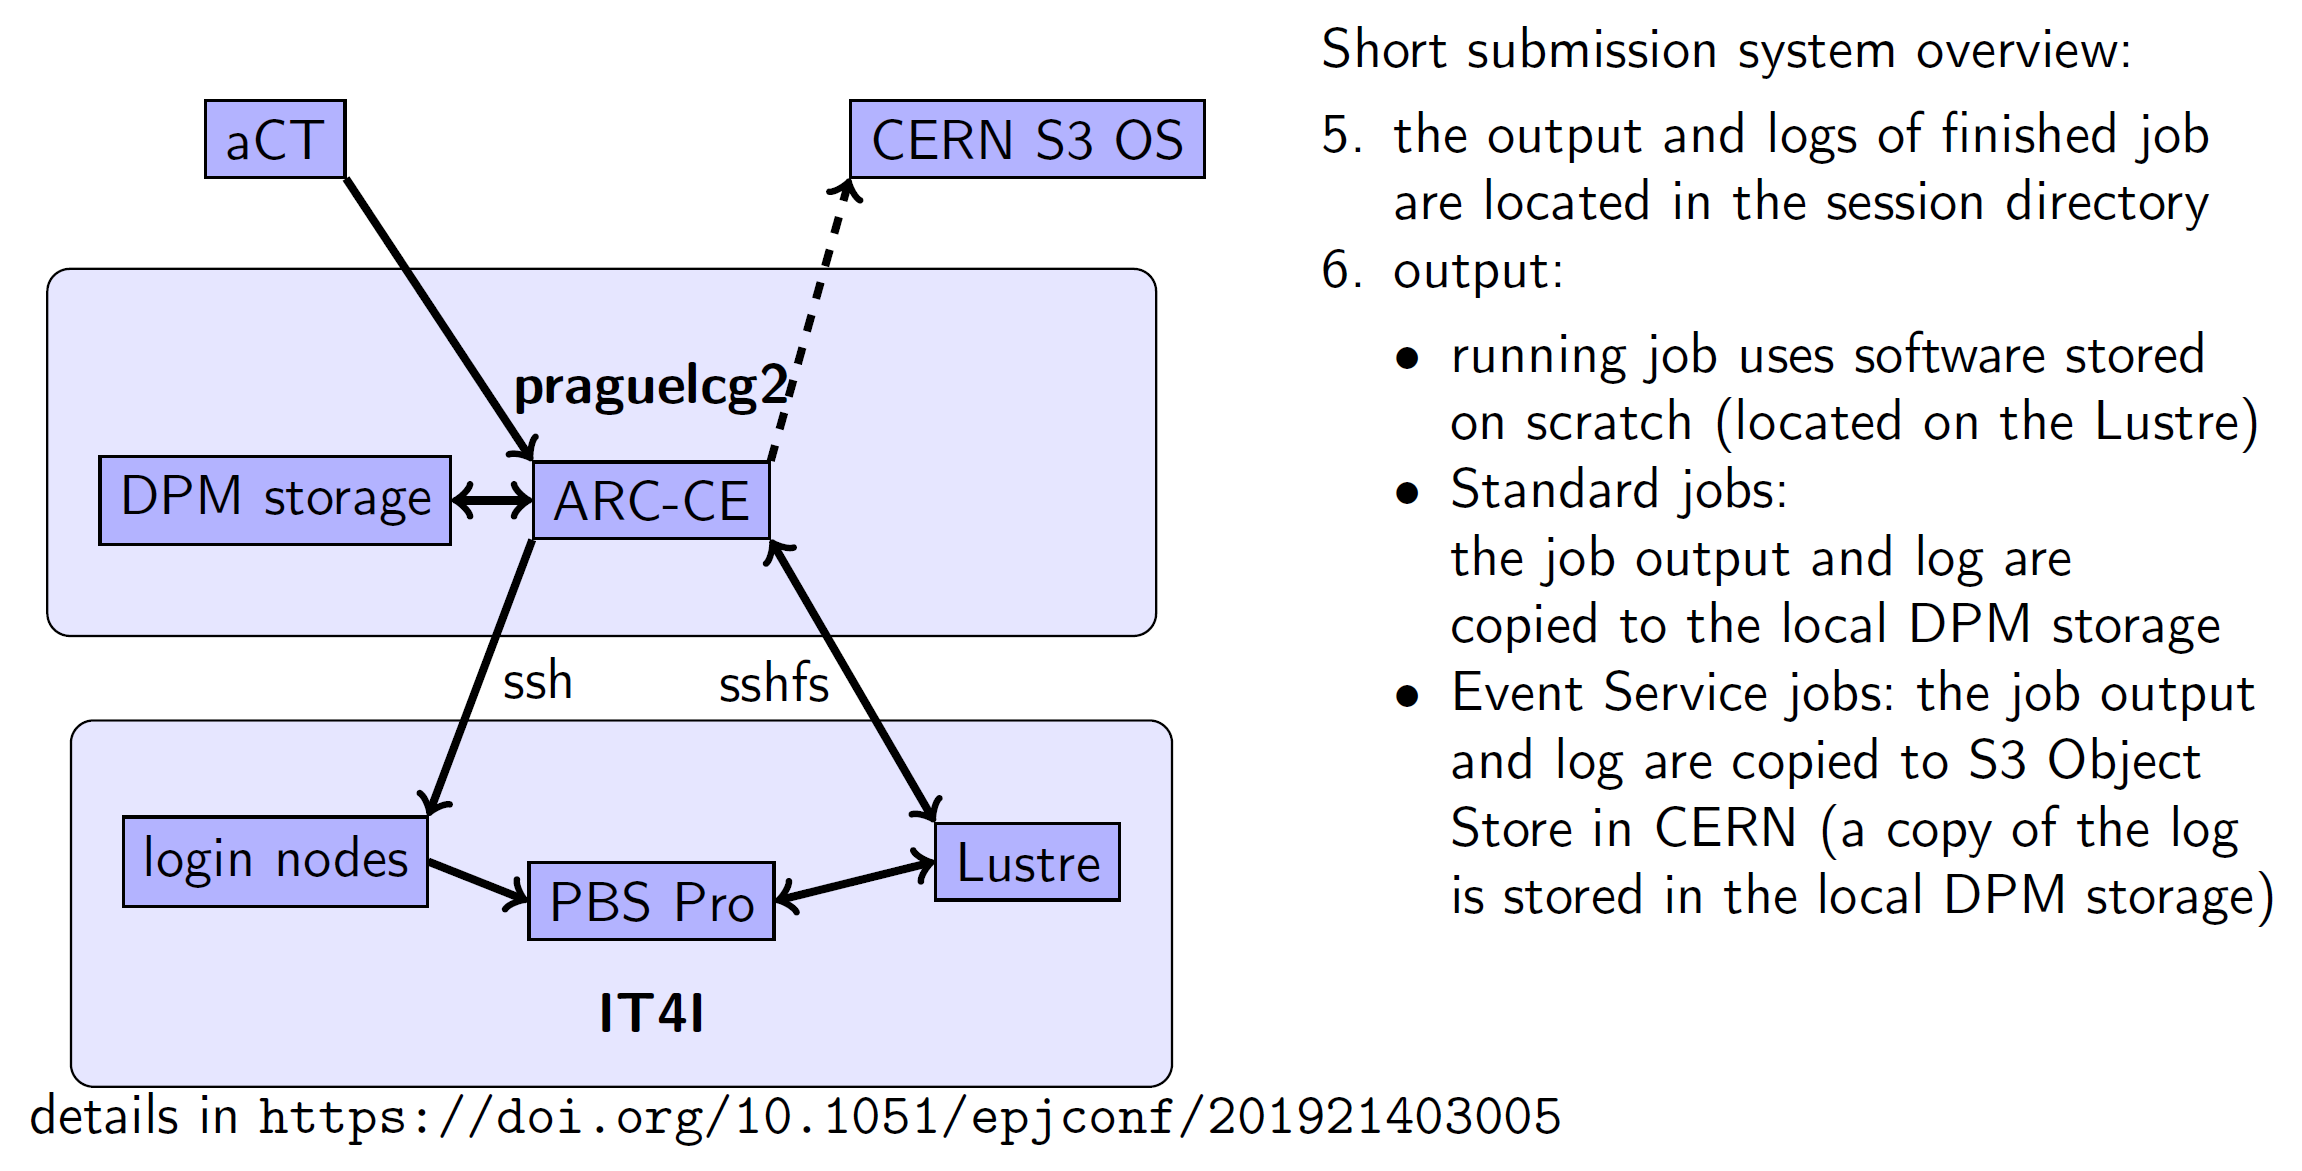 aCT
CERN S3 OS
praguelcg2
DPM storage
ARC-CE
ssh
sshfs
login nodes
PBS Pro
Lustre
IT4I
Short submission system overview:
5. the output and logs of finished job
are located in the session directory
6. output:
• running job uses software stored
on scratch (located on the Lustre)
• Standard jobs:
the job output and log are
copied to the local DPM storage
• Event Service jobs: the job output
and log are copied to S3 Object
Store in CERN (a copy of the log
is stored in the local DPM storage)
details in https://doi.org/10.1051/epjconf/201921403005